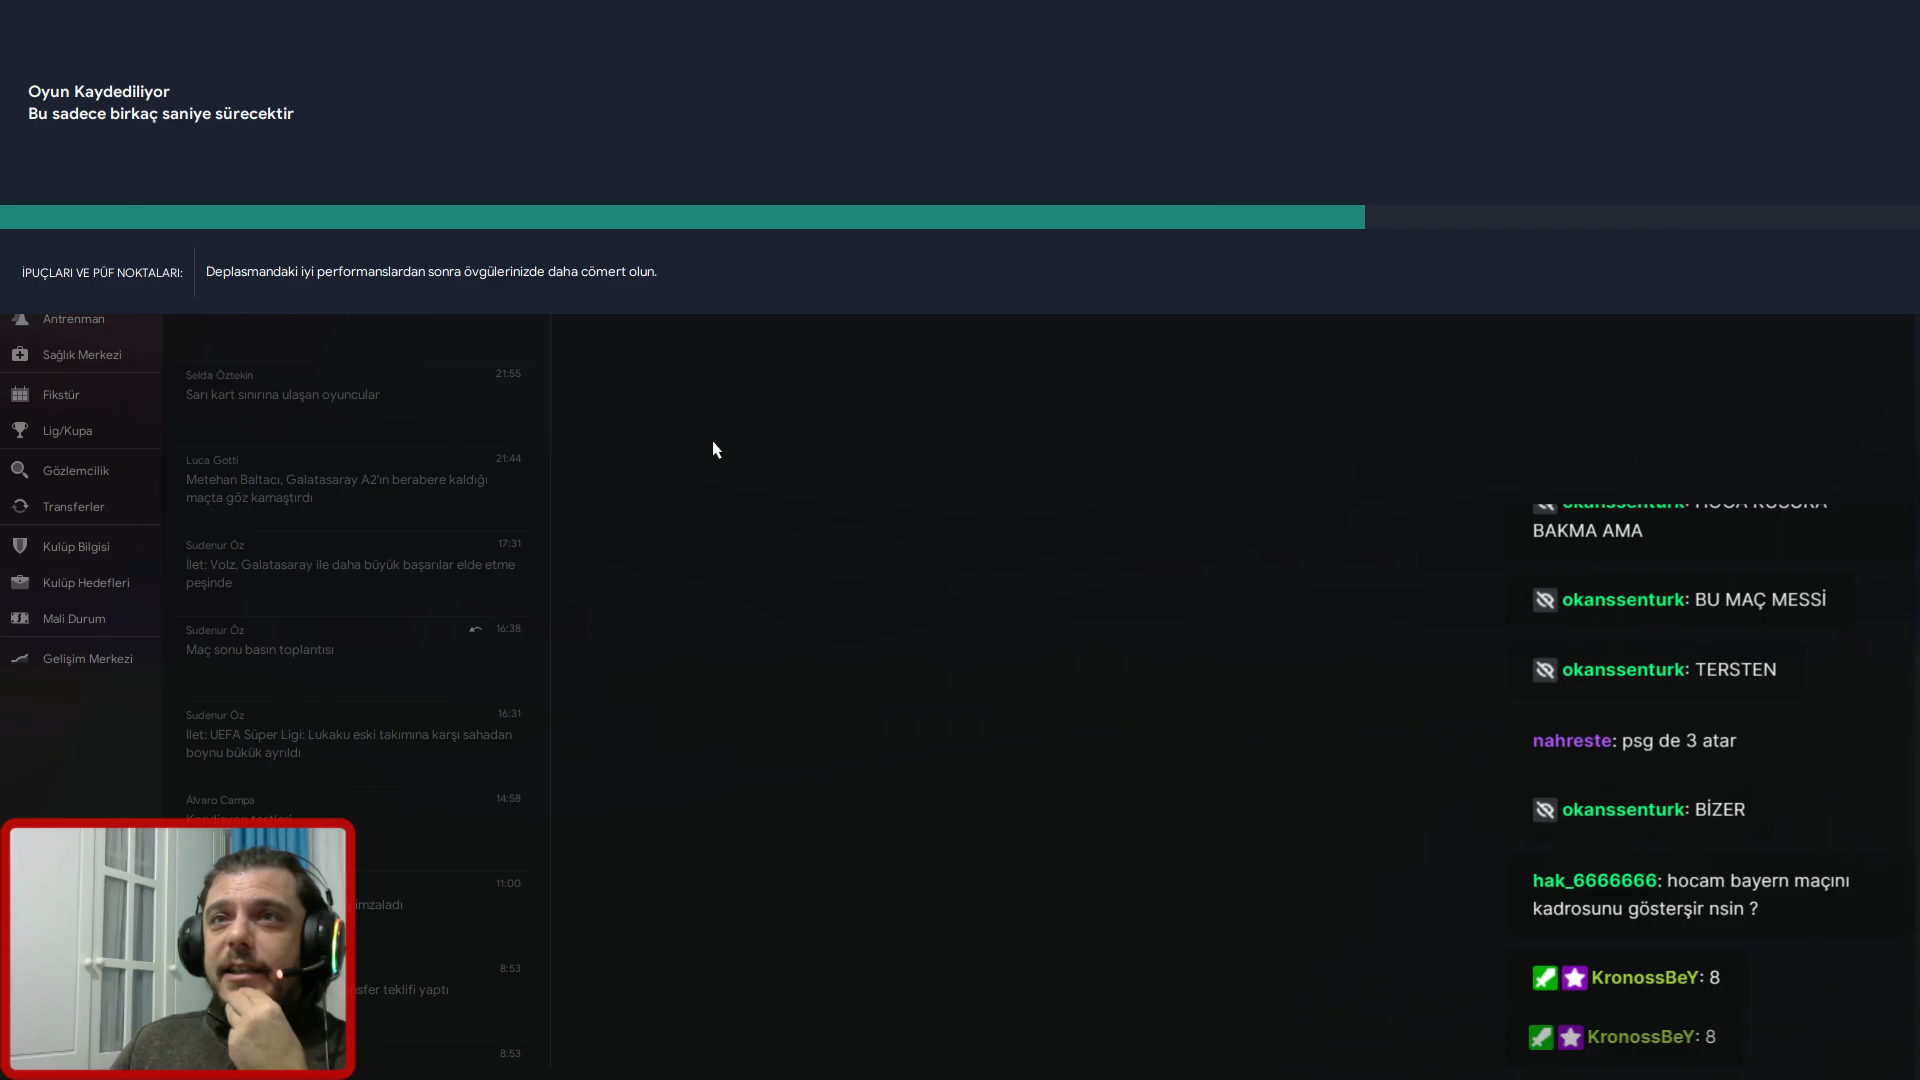 Oyun Kaydediliyor
Bu sadece birkaç saniye sürecektir
İPUÇLARI VE PÜF NOKTALARI:
Deplasmandaki iyi performanslardan sonra övgülerinizde daha cömert olun.
Antrenman
Sağlık Merkezi
Fikstür
Lig/Kupa
Gözlemcilik
Transferler
Kulüp Bilgisi
Kulüp Hedefleri
Mali Durum
Gelişim Merkezi
Selda Öztekin 21:55
Sarı kart sınırına ulaşan oyuncular
Luca Gotti 21:44
Metehan Baltacı, Galatasaray A2'ın berabere kaldığı
maçta göz kamaştırdı
Sudenur Öz 17:31
İlet: Volz, Galatasaray ile daha büyük başarılar elde etme
peşinde
Sudenur Öz 16:38
Maç sonu basın toplantısı
Sudenur Öz 16:31
İlet: UEFA Süper Ligi: Lukaku eski takımına karşı sahadan
boynu bükük ayrıldı
Álvaro Campa 14:58
Kondisyon testleri
11:00
imzaladı
8:53
nsfer teklifi yaptı
8:53
okanssenturk: HOCA KUSURA
BAKMA AMA
okanssenturk: BU MAÇ MESSİ
okanssenturk: TERSTEN
nahreste: psg de 3 atar
okanssenturk: BİZER
hak_6666666: hocam bayern maçını
kadrosunu gösterşir nsin ?
KronossBeY: 8
KronossBeY: 8